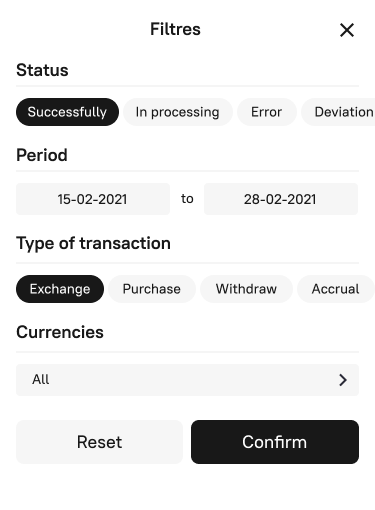 Filtres
Status
Successfully In processing Error Deviation
Period
15-02-2021 to 28-02-2021
Type of transaction
Exchange Purchase Withdraw Accrual
Currencies
All
Reset Confirm